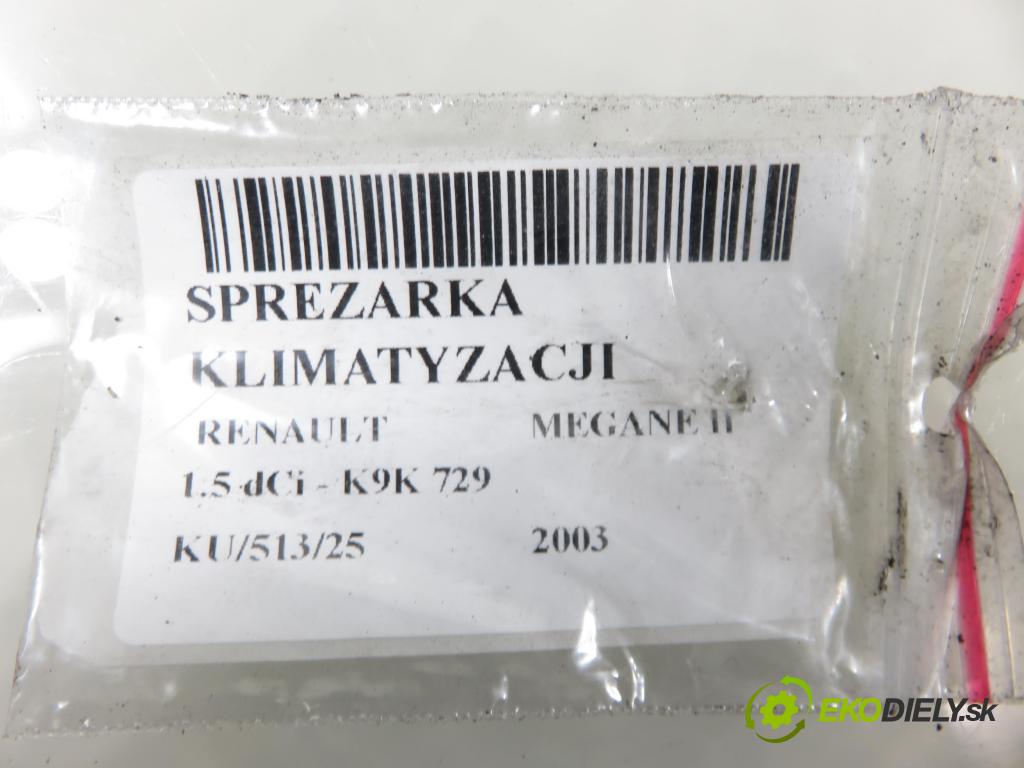 SPREZARKA
KLIMATYZACJI
RENAULT MEGANE II
1.5 dCi - K9K 729
KU/513/25 2003
EKODIELY.sk